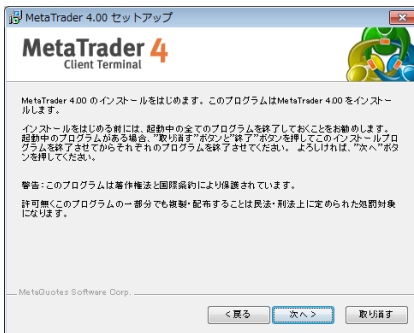 MetaTrader 4.00 セットアップ
MetaTrader 4
Client Terminal
MetaTrader 4.00 のインストールをはじめます。このプログラムはMetaTrader 4.00 をインストー
ルします。
インストールをはじめる前には、起動中の全てのプログラムを終了しておくことをお勧めします。
起動中のプログラムがある場合、”取り消す”ボタンと”終了”ボタンを押してこのインストールプロ
グラムを終了させてからそれぞれのプログラムを終了させてください。 よろしければ、”次へ”ボタ
ンを押してください。
警告：このプログラムは著作権法と国際条約により保護されています。
許可無くこのプログラムの一部分でも複製・配布することは民法・刑法上に定められた処罰対象
になります。
MetaQuotes Software Corp.
< 戻る
次へ >
取り消す